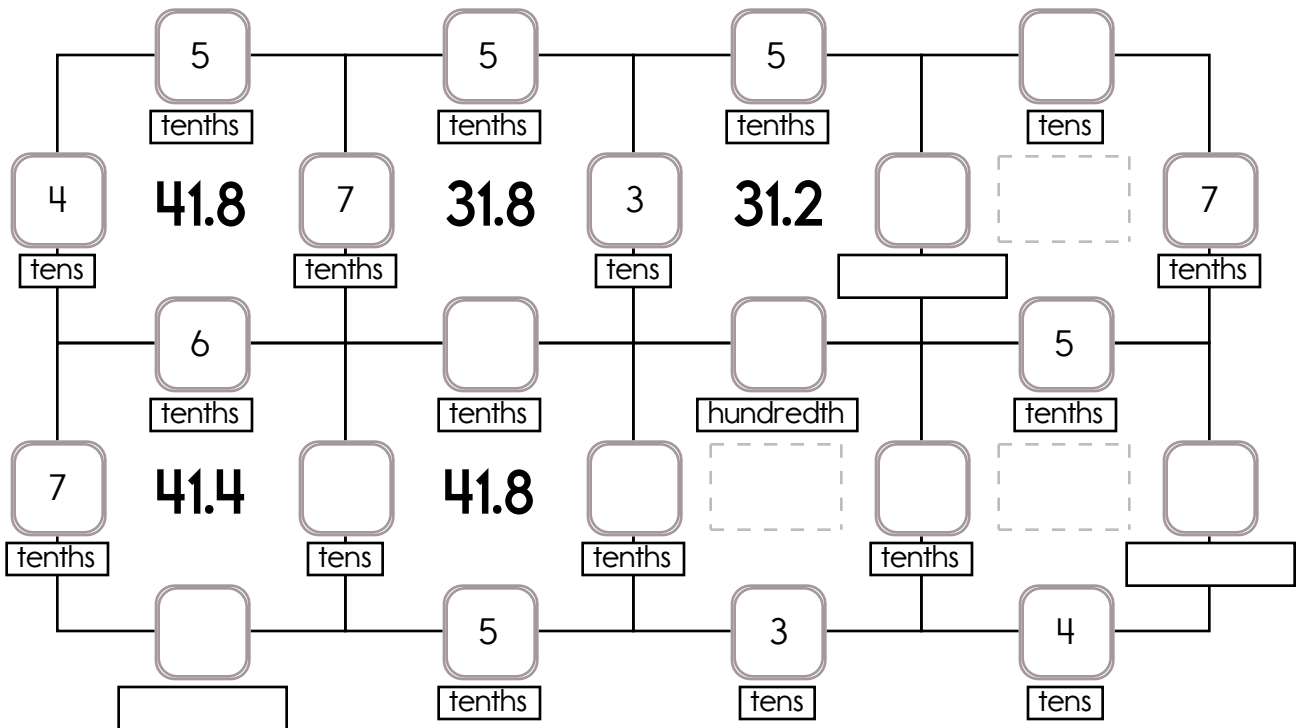 5 5 5
tenths tenths tenths tens
4 41.8 7 31.8 3 31.2 7
tens tenths tens tenths
6 5
tenths tenths hundredth tenths
7 41.4 41.8
tenths tens tenths tenths
5 3 4
tenths tens tens